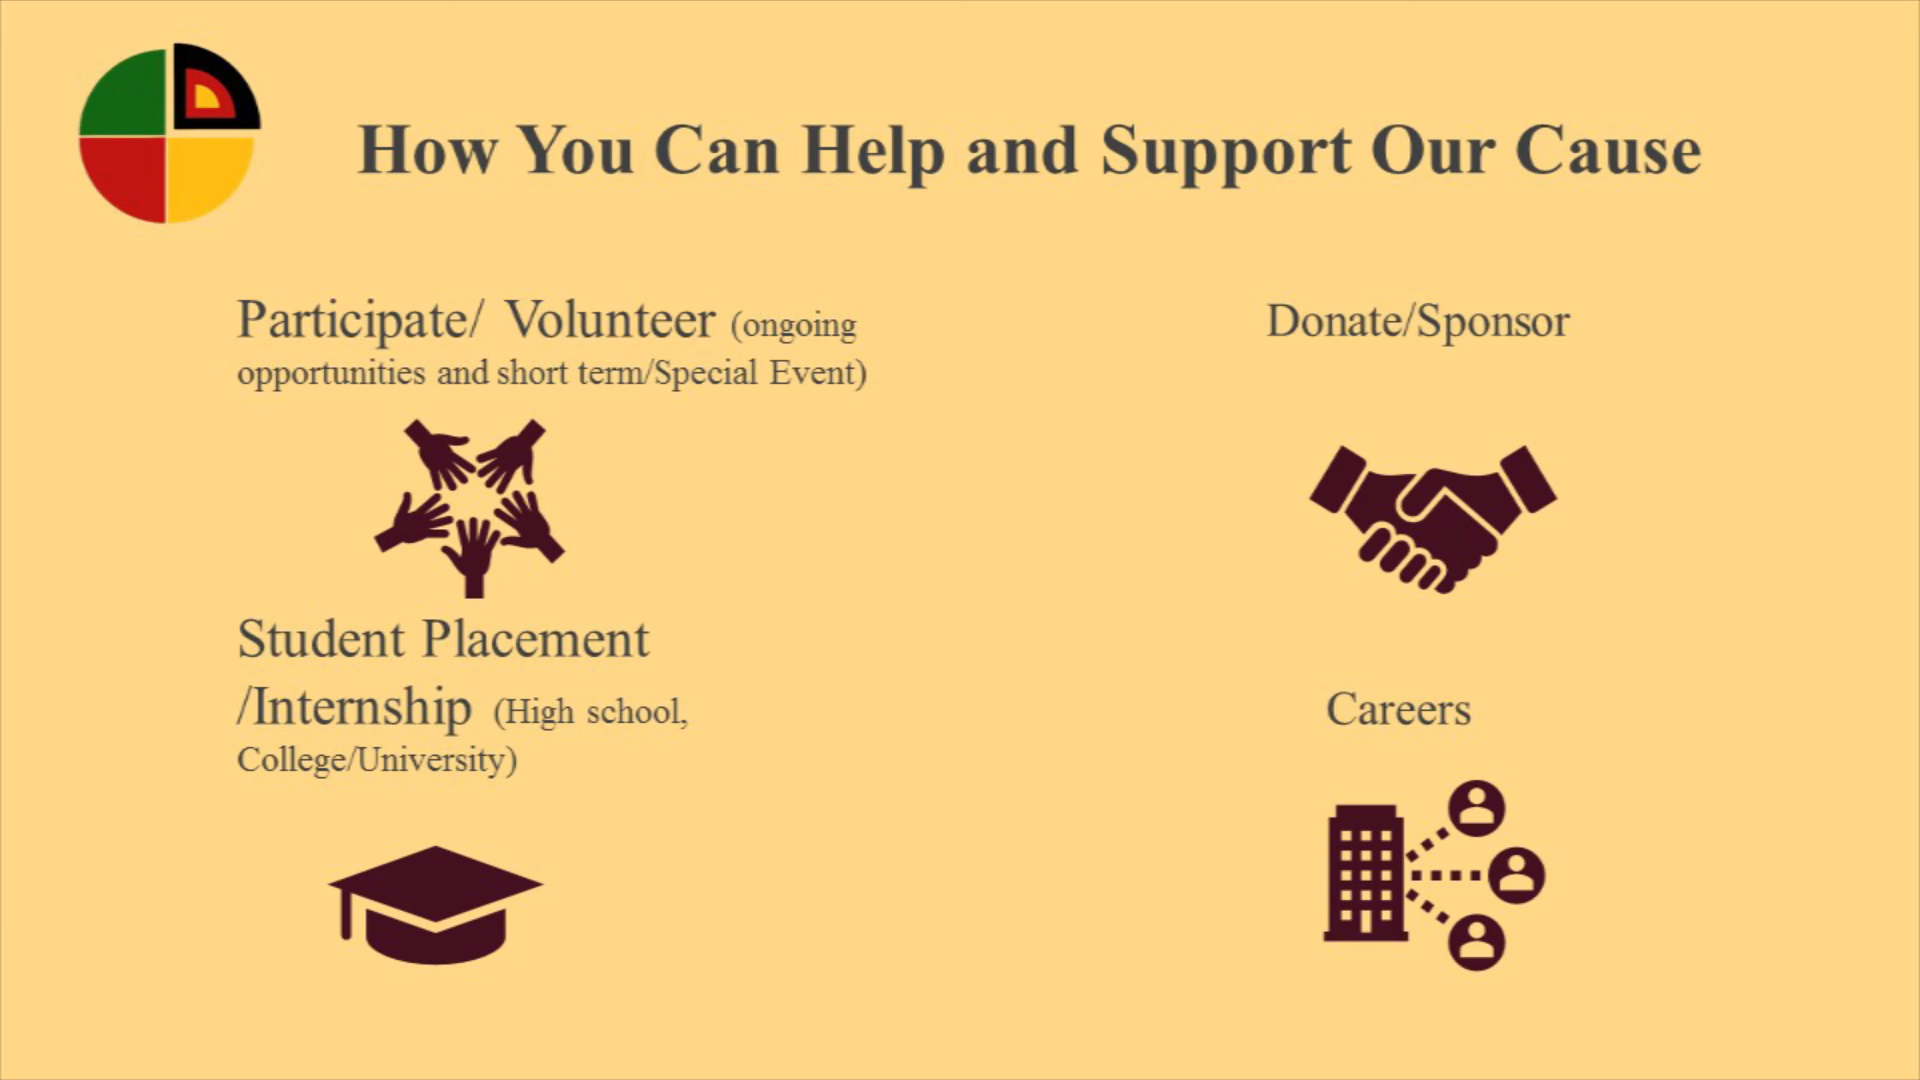 How You Can Help and Support Our Cause
Participate/ Volunteer (ongoing
opportunities and short term/Special Event)
Donate/Sponsor
Student Placement
/Internship (High school,
College/University)
Careers